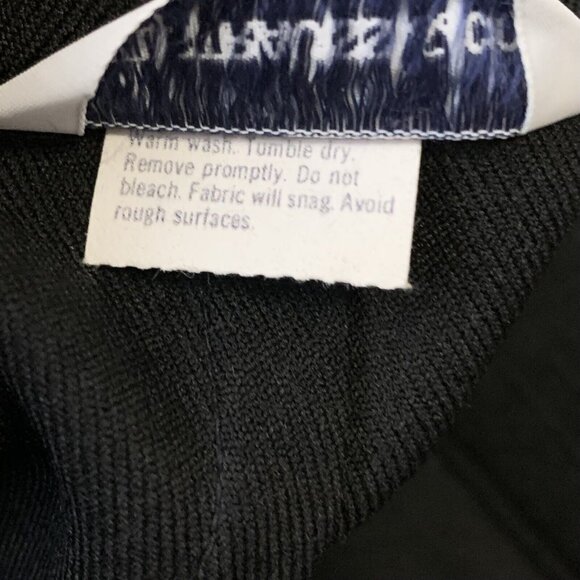 Warm wash. Tumble dry.
Remove promptly. Do not
bleach. Fabric will snag. Avoid
rough surfaces.